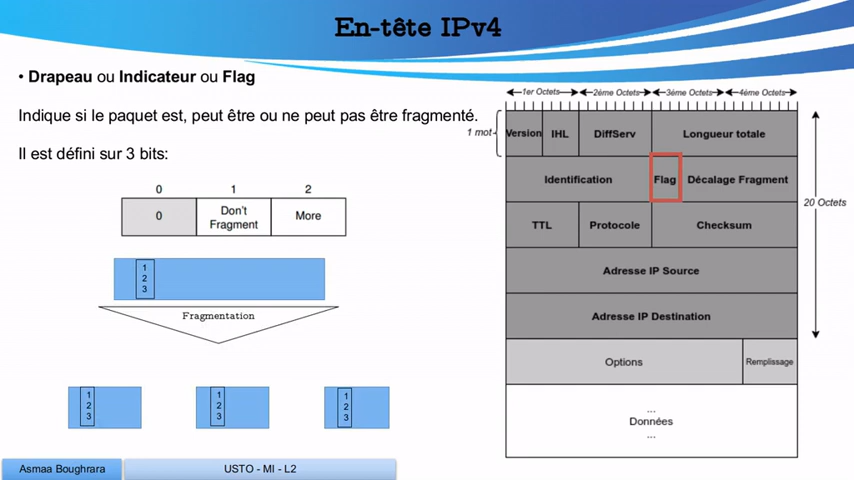 En-tête IPv4
• Drapeau ou Indicateur ou Flag
Indique si le paquet est, peut être ou ne peut pas être fragmenté.
Il est défini sur 3 bits:
0 1 2
0 Don't Fragment More
1
2
3
Fragmentation
1 1 1
2 2 2
3 3 3
1er Octets 2ème Octets 3éme Octets 4éme Octets
1 mot
Version IHL DiffServ Longueur totale
Identification Flag Décalage Fragment
20 Octets
TTL Protocole Checksum
Adresse IP Source
Adresse IP Destination
Options Remplissage
...
Données
...
Asmaa Boughrara USTO - MI - L2